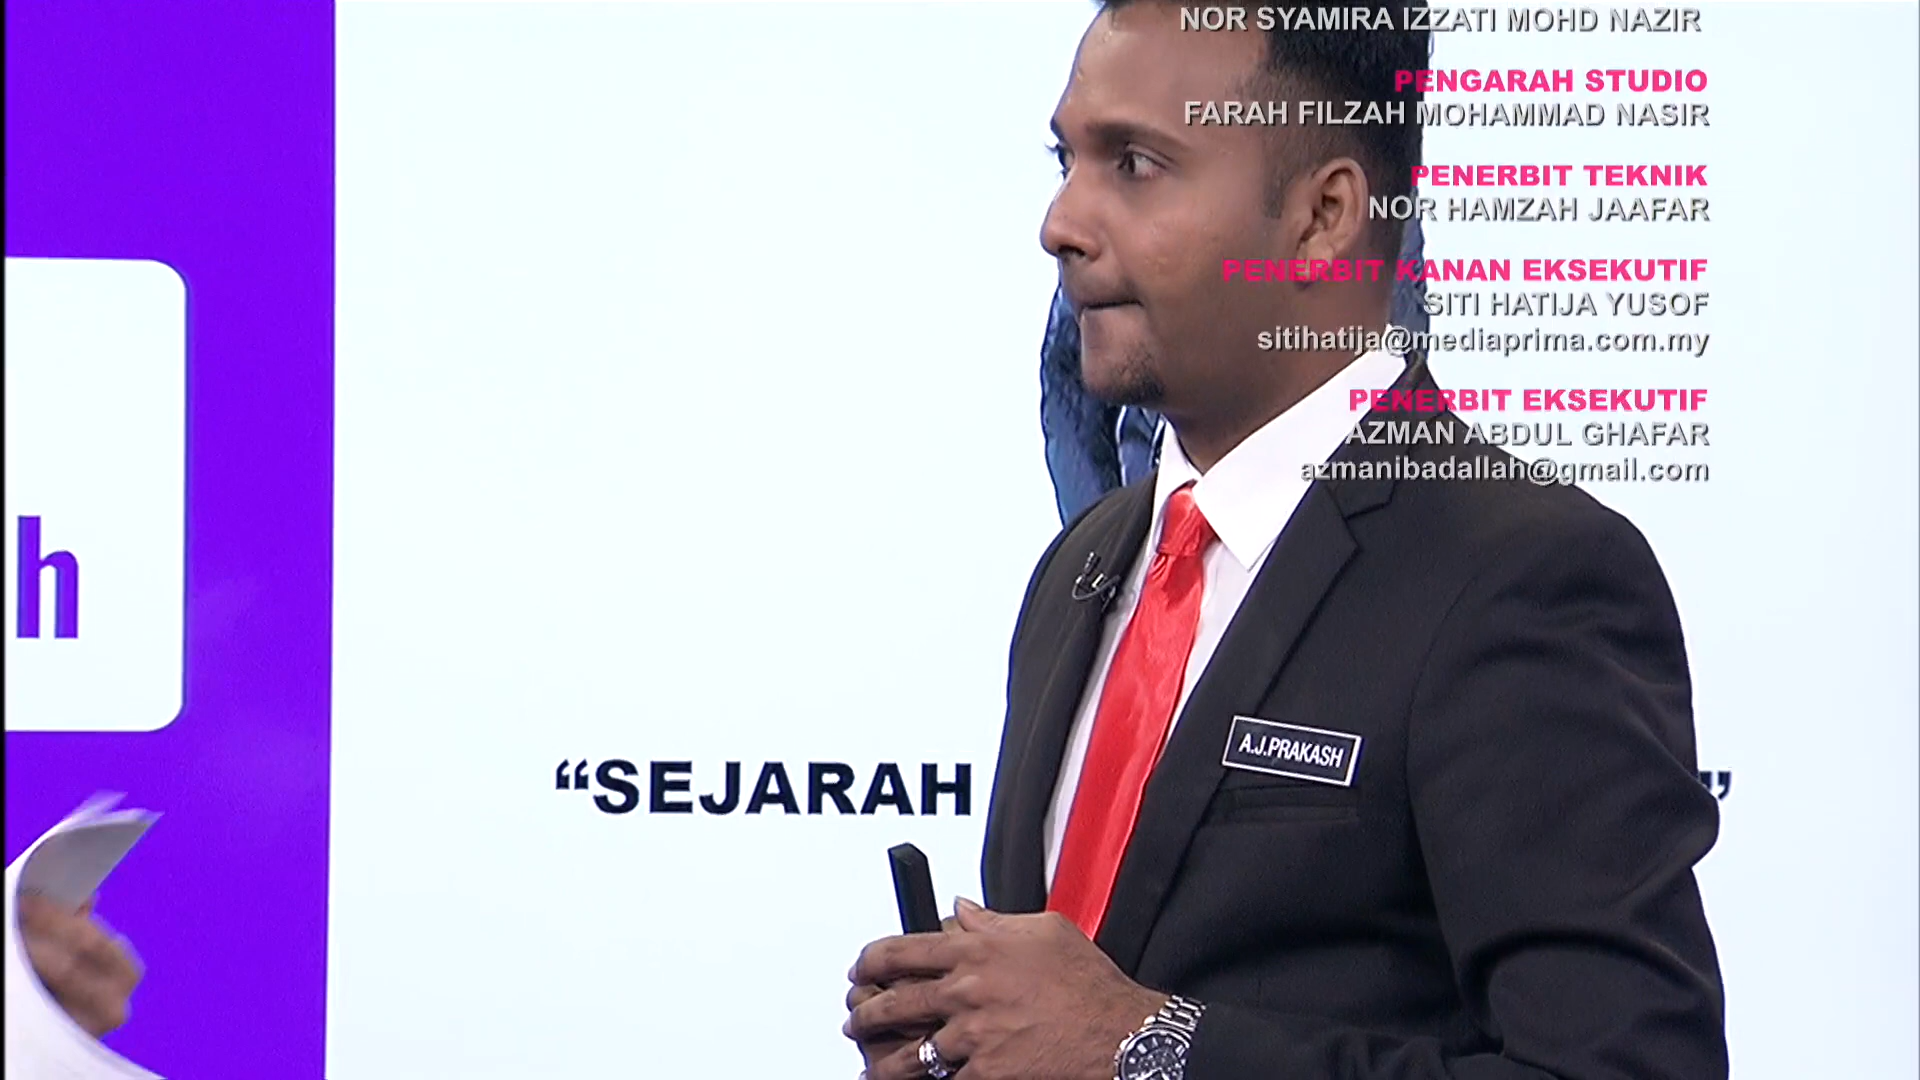 NOR SYAMIRA IZZATI MOHD NAZIR
PENGARAH STUDIO
FARAH FILZAH MOHAMMAD NASIR
PENERBIT TEKNIK
NOR HAMZAH JAAFAR
PENERBIT KANAN EKSEKUTIF
SITI HATIJA YUSOF
sitihatija@mediaprima.com.my
PENERBIT EKSEKUTIF
AZMAN ABDUL GHAFAR
azmanibadallah@gmail.com
h
A.J.PRAKASH
“SEJARAH ”